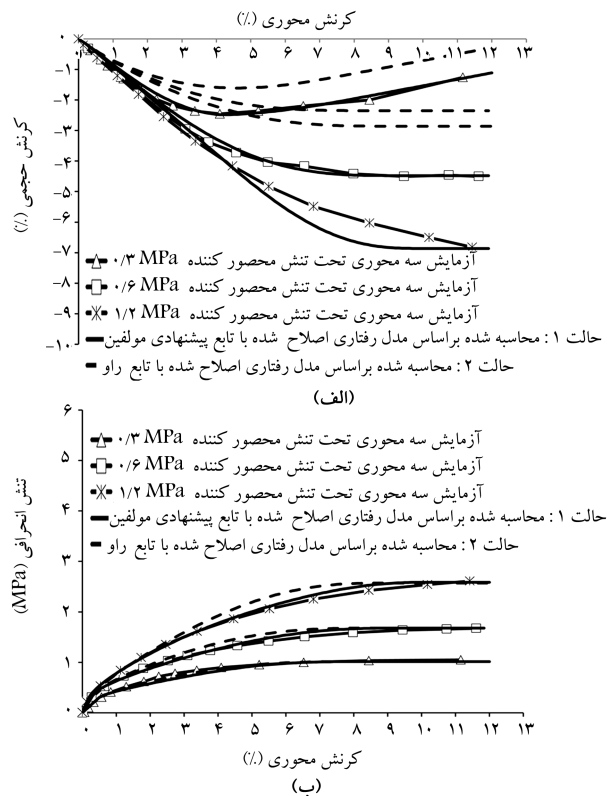 کرنش محوری (٪)
۰ ۱ ۲ ۳ ۴ ۵ ۶ ۷ ۸ ۹ ۱۰ ۱۱ ۱۲ ۱۳
۰
−۱
−۲
−۳
−۴
−۵
−۶
−۷
−۸
−۹
−۱۰
کرنش حجمی (٪)
آزمایش سه محوری تحت تنش محصور کننده ۰/۳ MPa
آزمایش سه محوری تحت تنش محصور کننده ۰/۶ MPa
آزمایش سه محوری تحت تنش محصور کننده ۱/۲ MPa
حالت ۱ : محاسبه شده براساس مدل رفتاری اصلاح شده با تابع پیشنهادی مولفین
حالت ۲ : محاسبه شده براساس مدل رفتاری اصلاح شده با تابع راو
(الف)
۶
۵
۴
۳
۲
۱
۰
تنش انحرافی (MPa)
آزمایش سه محوری تحت تنش محصور کننده ۰/۳ MPa
آزمایش سه محوری تحت تنش محصور کننده ۰/۶ MPa
آزمایش سه محوری تحت تنش محصور کننده ۱/۲ MPa
حالت ۱ : محاسبه شده براساس مدل رفتاری اصلاح شده با تابع پیشنهادی مولفین
حالت ۲ : محاسبه شده براساس مدل رفتاری اصلاح شده با تابع راو
۰ ۱ ۲ ۳ ۴ ۵ ۶ ۷ ۸ ۹ ۱۰ ۱۱ ۱۲ ۱۳
کرنش محوری (٪)
(ب)